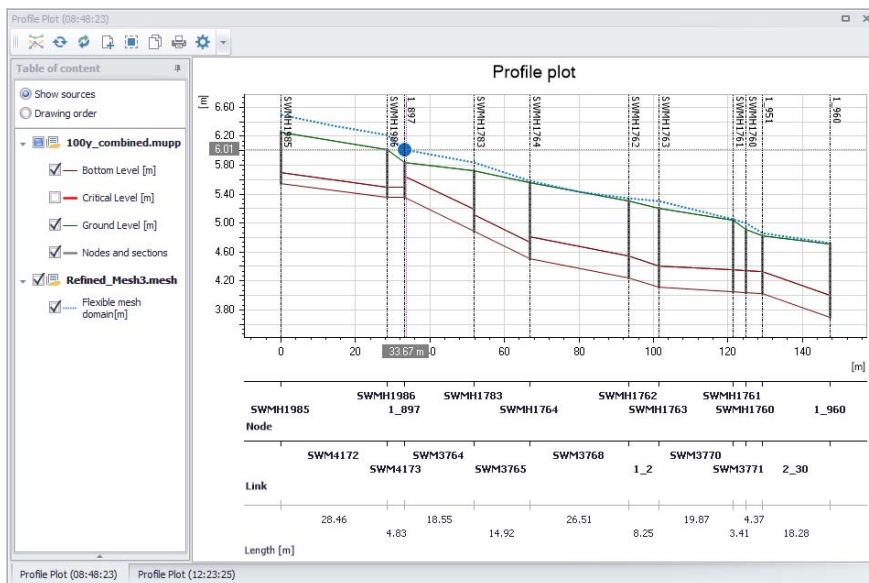 Profile Plot (08:48:23)
Table of content
Show sources
Drawing order
100y_combined.mupp
Bottom Level [m]
Critical Level [m]
Ground Level [m]
Nodes and sections
Refined_Mesh3.mesh
Flexible mesh
domain[m]
Profile plot
[m]
6.60
6.20
6.01
5.80
5.40
5.00
4.60
4.20
3.80
SWMH1985
SWMH1986
1_897
SWMH1783
SWMH1764
SWMH1762
SWMH1763
SWMH1761
SWMH1760
1_951
1_960
0 20 33.67 m 60 80 100 120 140
[m]
SWMH1986 SWMH1783 SWMH1762 SWMH1761
SWMH1985 1_897 SWMH1764 SWMH1763 SWMH1760 1_960
Node
SWM4172 SWM3764 SWM3768 SWM3770
SWM4173 SWM3765 1_2 SWM3771 2_30
Link
28.46 18.55 26.51 19.87 4.37
4.83 14.92 8.25 3.41 18.28
Length [m]
Profile Plot (08:48:23) Profile Plot (12:23:25)